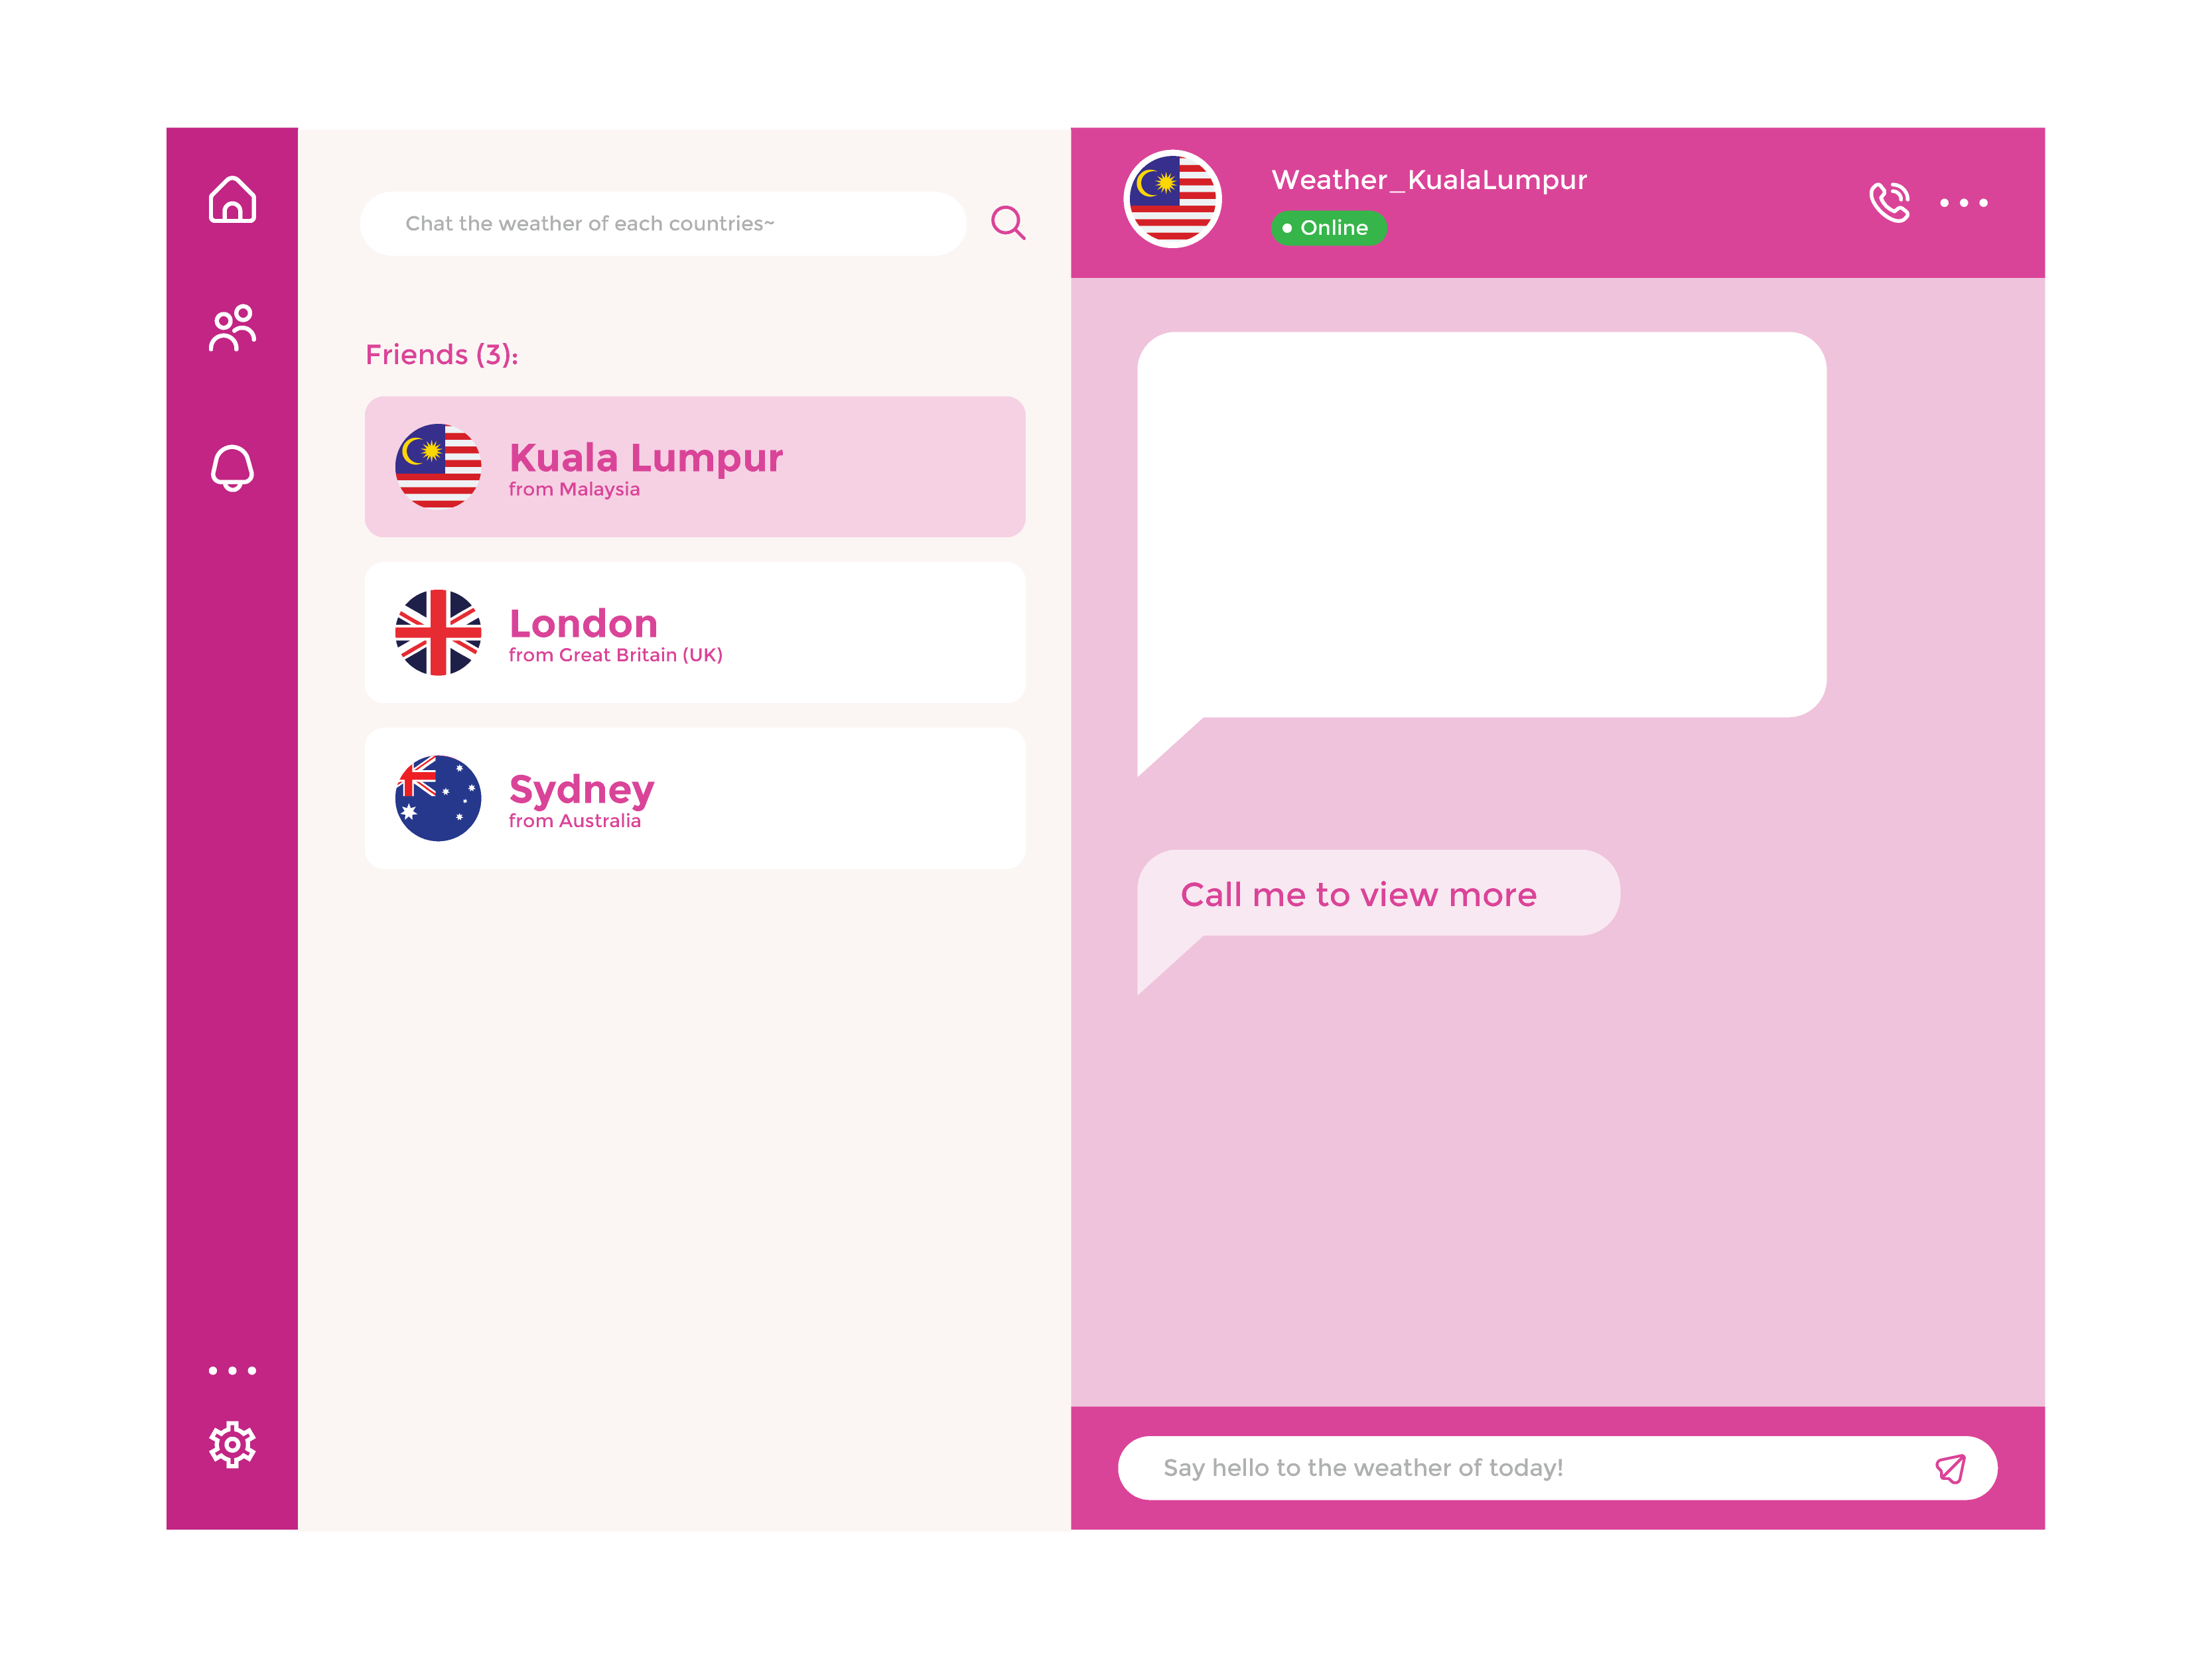 Chat the weather of each countries~
Friends (3):
Kuala Lumpur
from Malaysia
London
from Great Britain (UK)
Sydney
from Australia
Weather_KualaLumpur
Online
Call me to view more
Say hello to the weather of today!